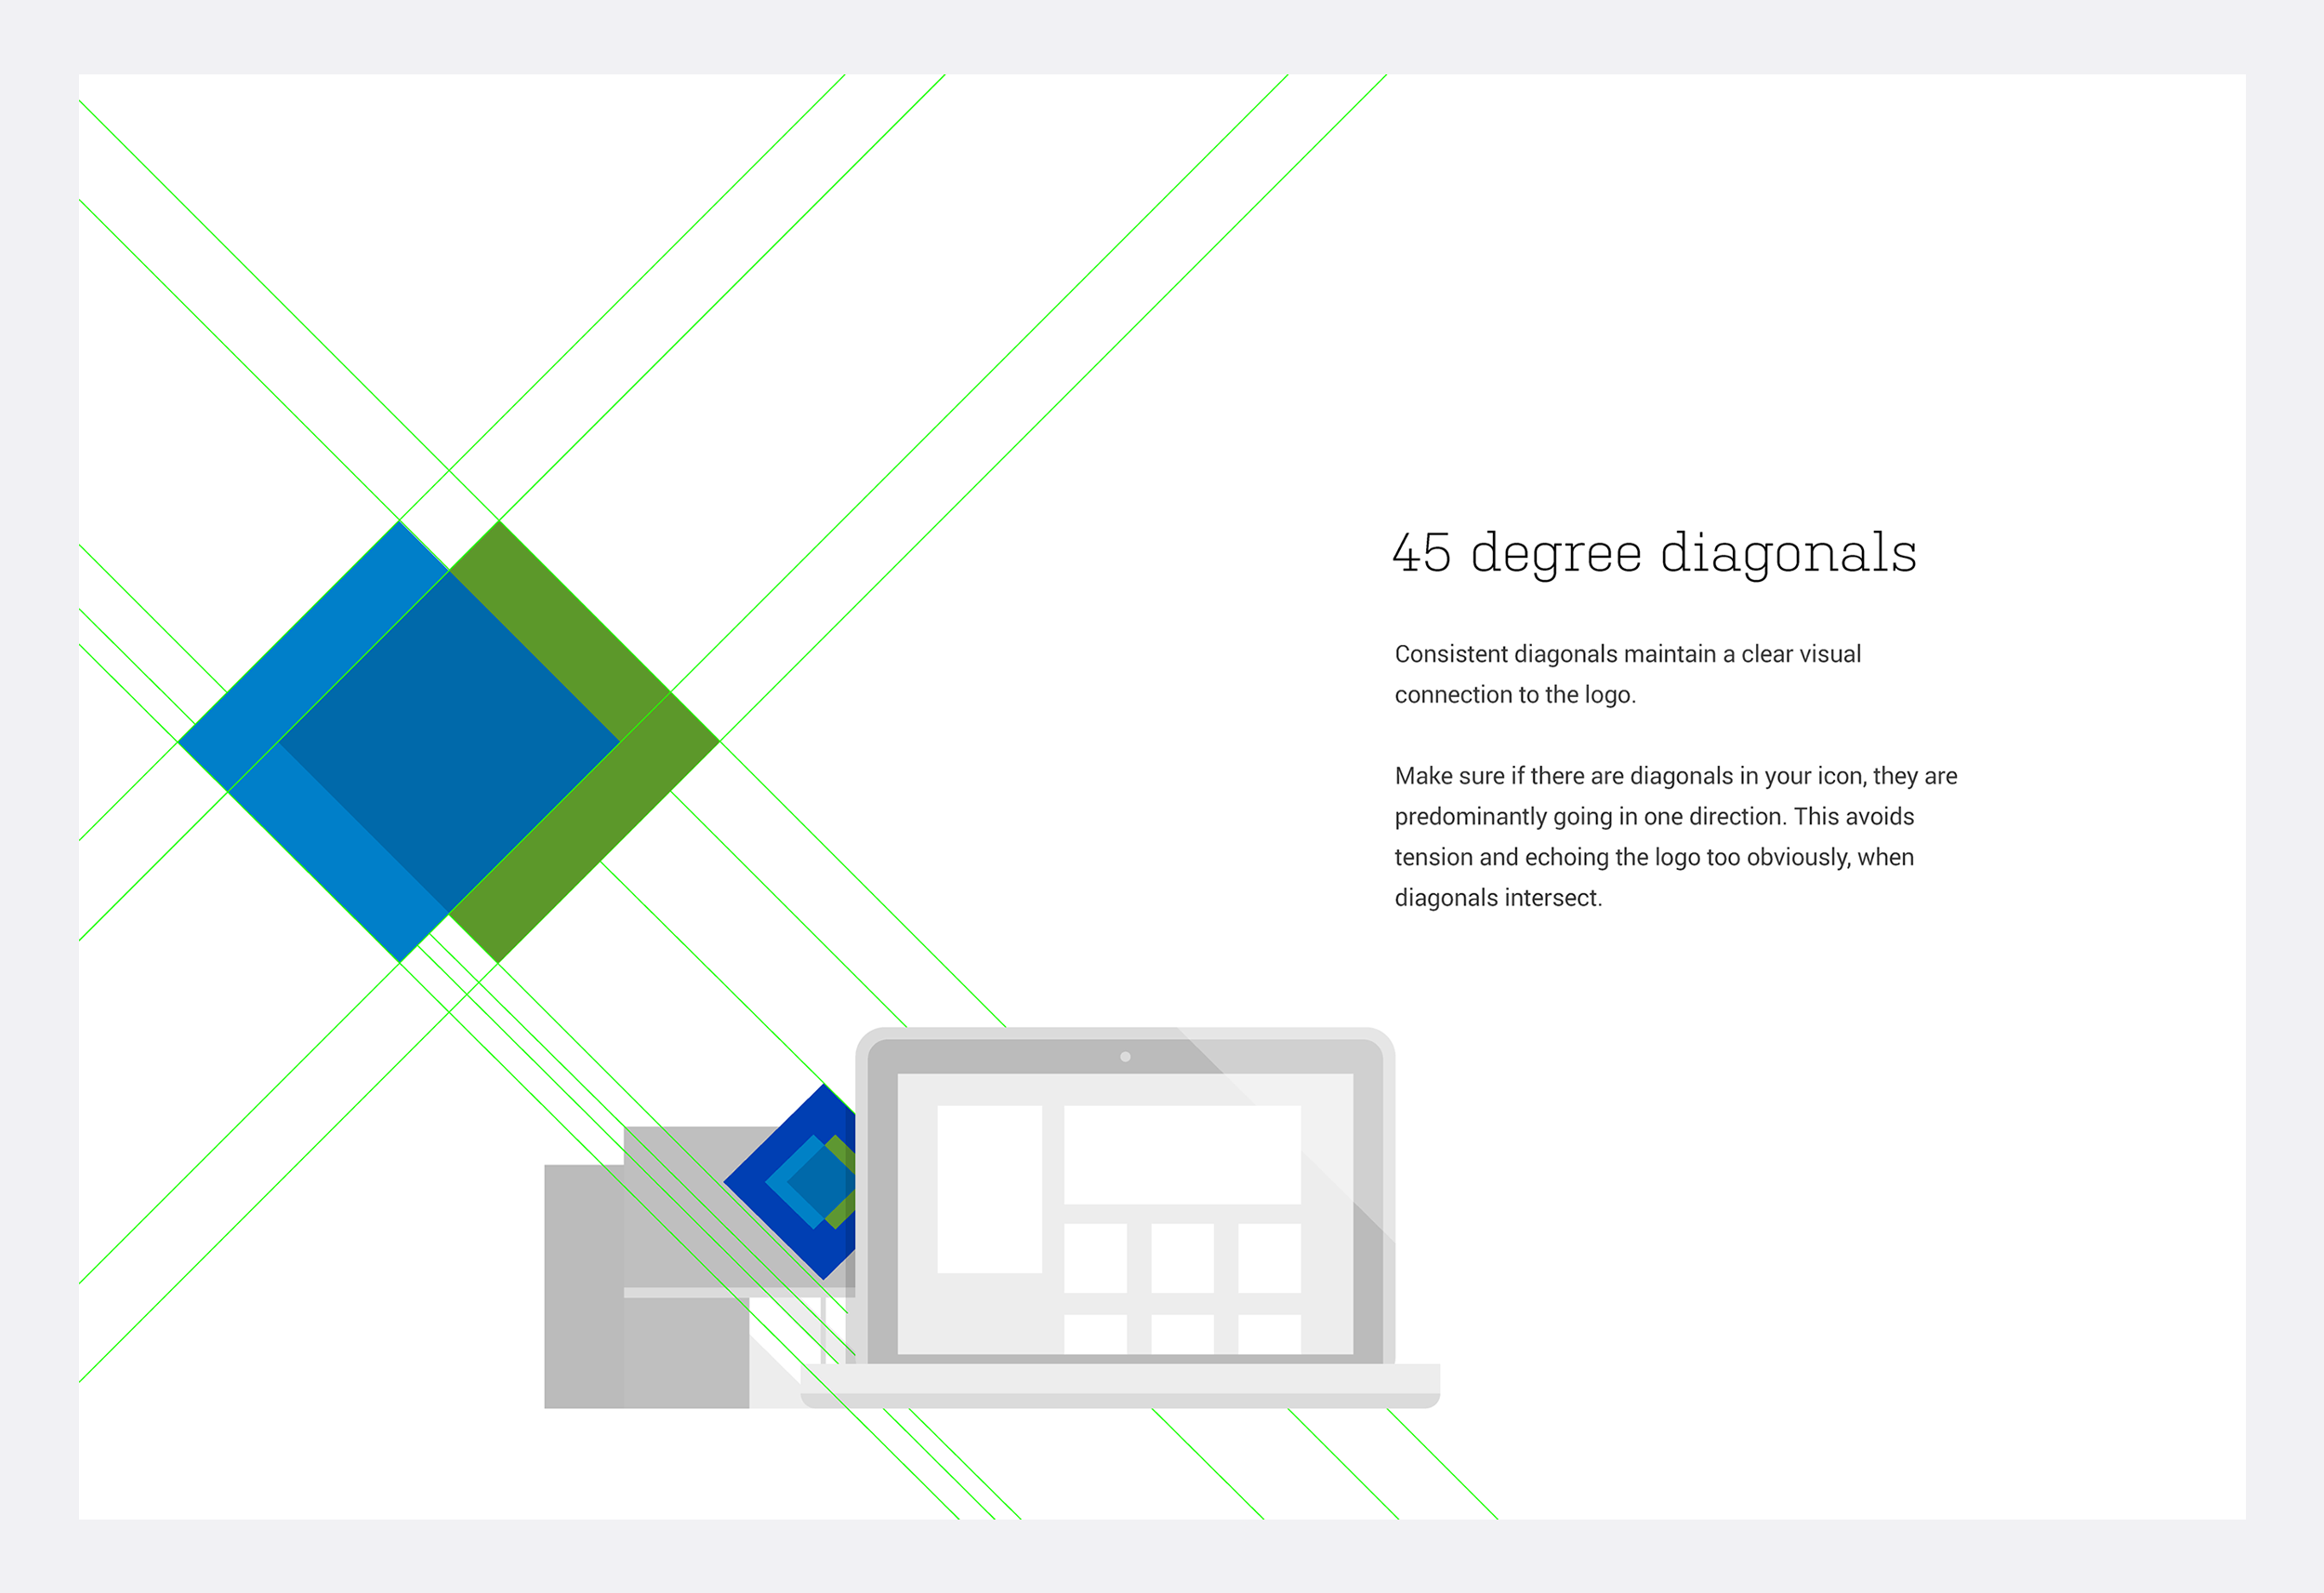 45 degree diagonals
Consistent diagonals maintain a clear visual
connection to the logo.
Make sure if there are diagonals in your icon, they are
predominantly going in one direction. This avoids
tension and echoing the logo too obviously, when
diagonals intersect.